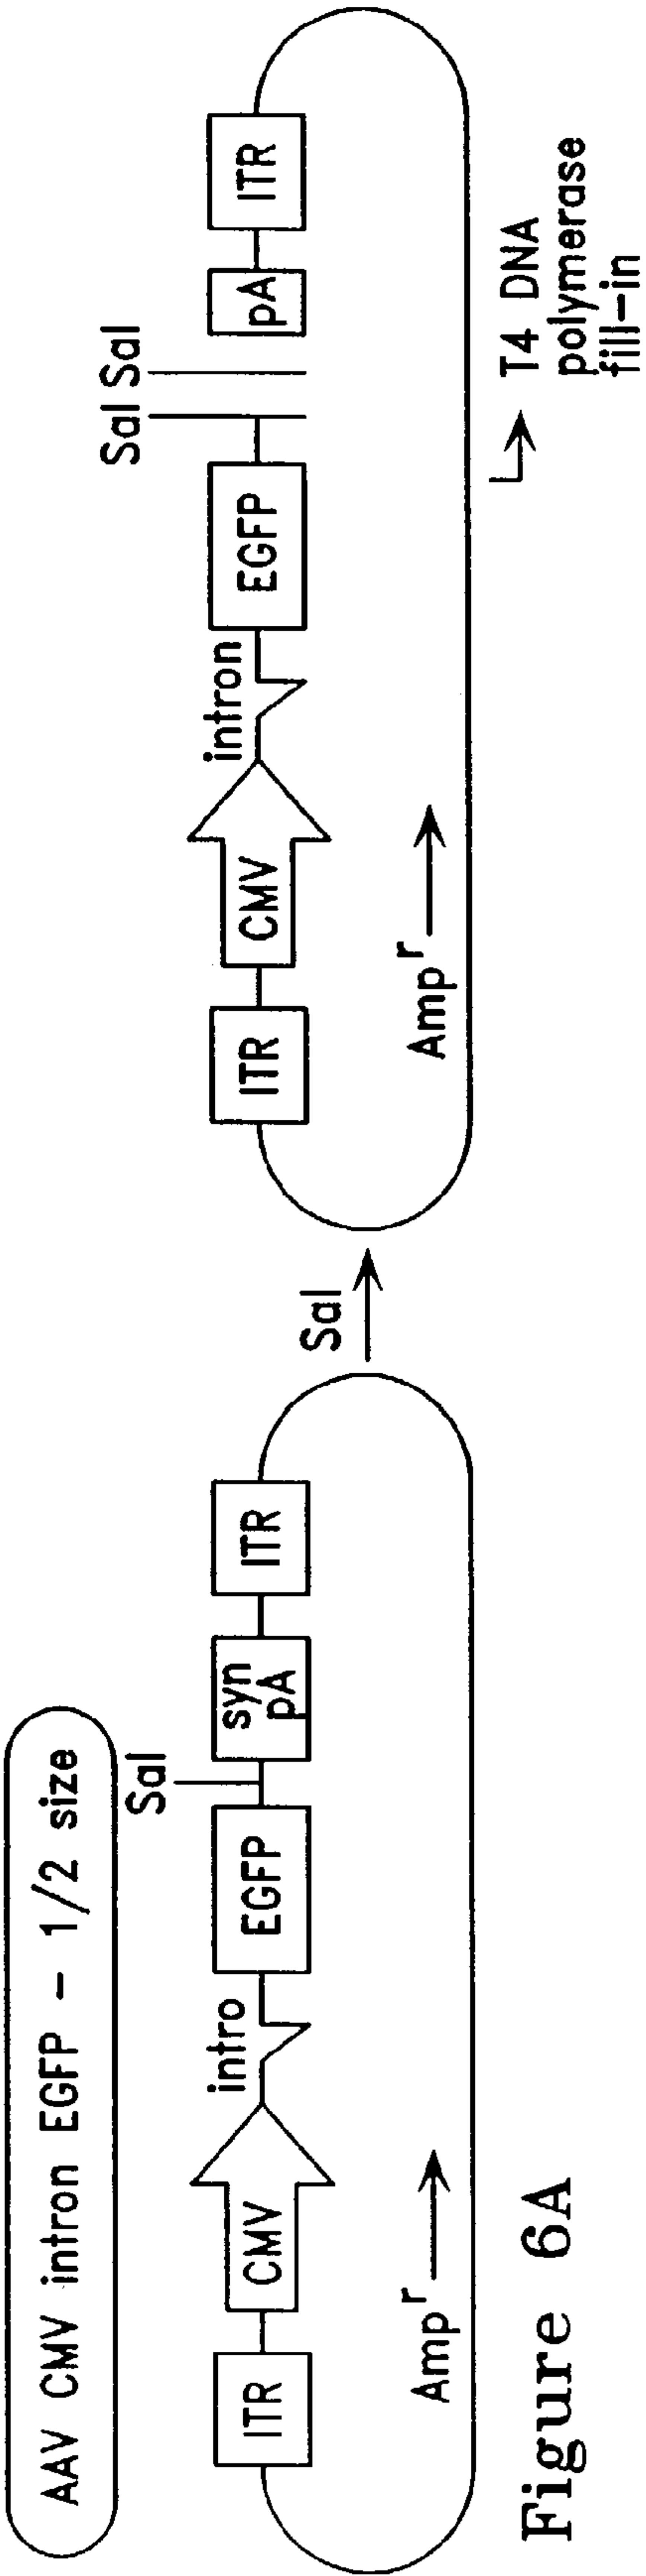 AAV CMV intron EGFP – 1/2 size
ITR
CMV
intro
EGFP
Sal
syn
pA
ITR
Amp^r
Sal
ITR
CMV
intron
EGFP
Sal Sal
pA
ITR
Amp^r
T4 DNA
polymerase
fill-in
Figure 6A